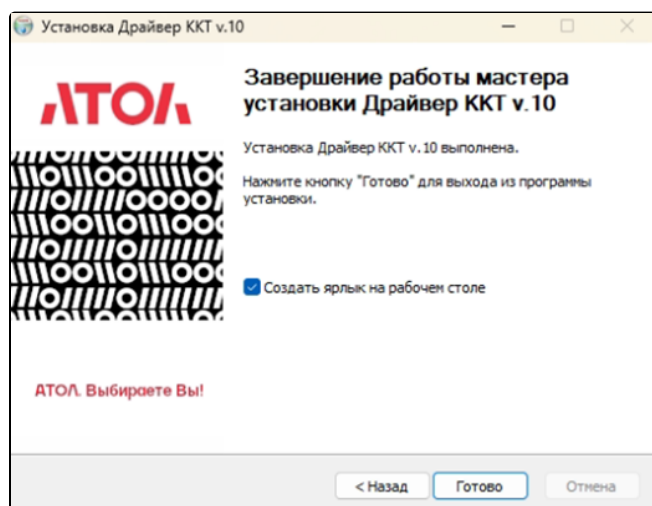 Установка Драйвер ККТ v.10
АТОЛ
Завершение работы мастера
установки Драйвер ККТ v.10
Установка Драйвер ККТ v.10 выполнена.
Нажмите кнопку "Готово" для выхода из программы
установки.
Создать ярлык на рабочем столе
АТОЛ. Выбираете Вы!
< Назад
Готово
Отмена